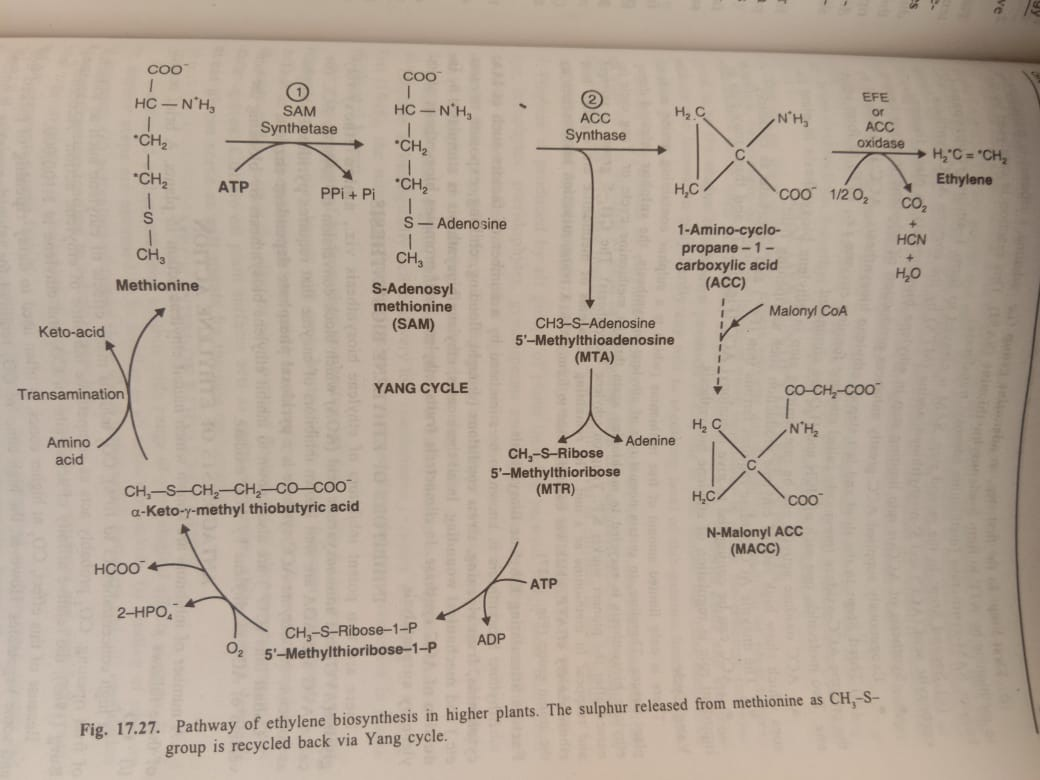 COO⁻
HC — N⁺H₃
*CH₂
*CH₂
S
CH₃
Methionine
1
SAM
Synthetase
ATP
PPi + Pi
COO⁻
HC — N⁺H₃
*CH₂
*CH₂
S — Adenosine
CH₃
S-Adenosyl
methionine
(SAM)
2
ACC
Synthase
H₂C
H₂C
C
N⁺H₃
COO⁻
1-Amino-cyclo-
propane – 1 –
carboxylic acid
(ACC)
EFE
or
ACC
oxidase
1/2 O₂
H₂*C = *CH₂
Ethylene
CO₂
+
HCN
+
H₂O
Malonyl CoA
CO–CH₂–COO⁻
N⁺H₂
H₂ C
C
H₂C
COO⁻
N-Malonyl ACC
(MACC)
CH3–S–Adenosine
5'–Methylthioadenosine
(MTA)
YANG CYCLE
Adenine
CH₃–S–Ribose
5'–Methylthioribose
(MTR)
ATP
ADP
CH₃–S–Ribose–1–P
5'–Methylthioribose–1–P
O₂
2–HPO₄⁻
HCOO⁻
CH₃—S—CH₂—CH₂—CO—COO⁻
α-Keto-γ-methyl thiobutyric acid
Amino
acid
Transamination
Keto-acid
Fig. 17.27. Pathway of ethylene biosynthesis in higher plants. The sulphur released from methionine as CH₃–S–
group is recycled back via Yang cycle.